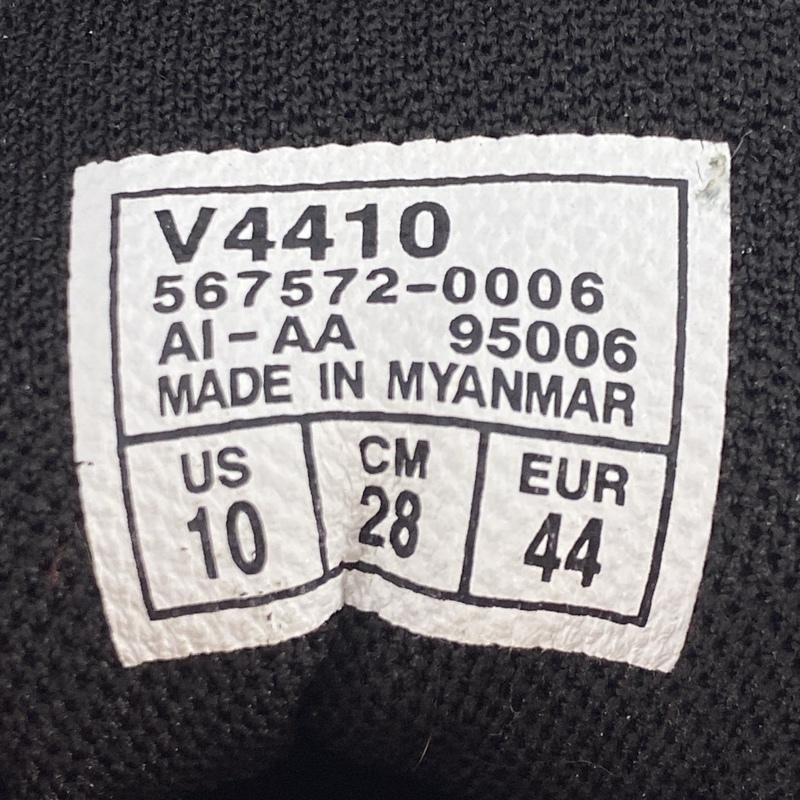 V4410
567572-0006
AI-AA 95006
MADE IN MYANMAR
US CM EUR
10 28 44